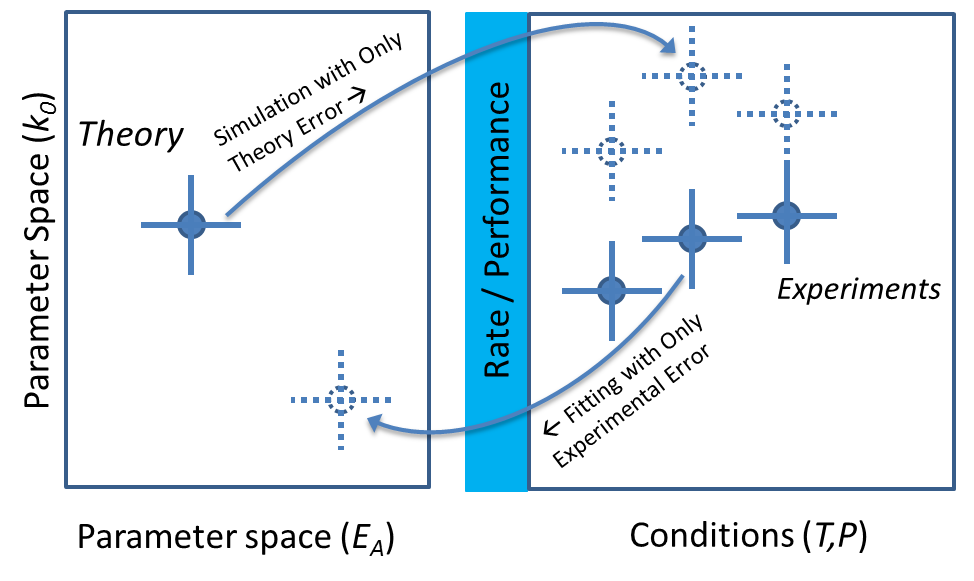 Parameter Space (k0)
Theory
Simulation with Only
Theory Error →
Rate / Performance
Experiments
← Fitting with Only
Experimental Error
Parameter space (EA)
Conditions (T,P)